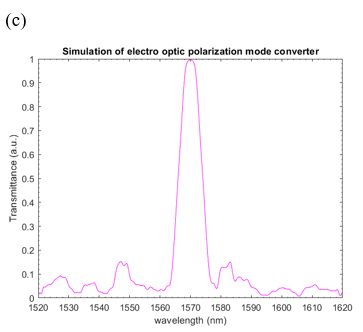 (c)
Simulation of electro optic polarization mode converter
Transmittance (a.u.)
1
0.9
0.8
0.7
0.6
0.5
0.4
0.3
0.2
0.1
0
1520 1530 1540 1550 1560 1570 1580 1590 1600 1610 1620
wavelength (nm)